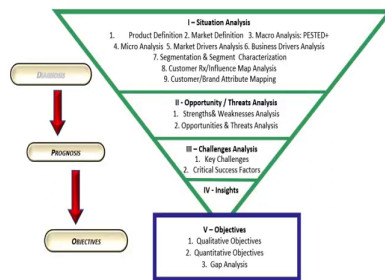 I – Situation Analysis
1. Product Definition 2. Market Definition 3. Macro Analysis: PESTED+
4. Micro Analysis 5. Market Drivers Analysis 6. Business Drivers Analysis
7. Segmentation & Segment Characterization
8. Customer Rx/Influence Map Analysis
9. Customer/Brand Attribute Mapping
DIAGNOSIS
II - Opportunity / Threats Analysis
1. Strengths& Weaknesses Analysis
2. Opportunities & Threats Analysis
PROGNOSIS
III – Challenges Analysis
1. Key Challenges
2. Critical Success Factors
IV - Insights
OBJECTIVES
V – Objectives
1. Qualitative Objectives
2. Quantitative Objectives
3. Gap Analysis